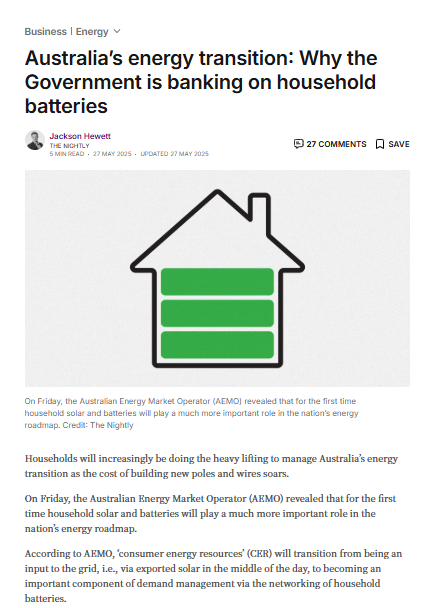 Business | Energy
Australia’s energy transition: Why the
Government is banking on household
batteries
Jackson Hewett
THE NIGHTLY
5 MIN READ • 27 MAY 2025 • UPDATED 27 MAY 2025
27 COMMENTS
SAVE
On Friday, the Australian Energy Market Operator (AEMO) revealed that for the first time
household solar and batteries will play a much more important role in the nation’s energy
roadmap. Credit: The Nightly
Households will increasingly be doing the heavy lifting to manage Australia’s energy
transition as the cost of building new poles and wires soars.
On Friday, the Australian Energy Market Operator (AEMO) revealed that for the first
time household solar and batteries will play a much more important role in the
nation’s energy roadmap.
According to AEMO, ‘consumer energy resources’ (CER) will transition from being an
input to the grid, i.e., via exported solar in the middle of the day, to becoming an
important component of demand management via the networking of household
batteries.